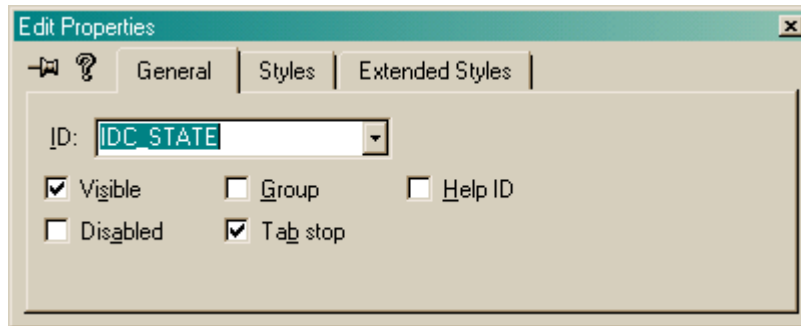 Edit Properties
General Styles Extended Styles
ID: IDC_STATE
Visible Group Help ID
Disabled Tab stop